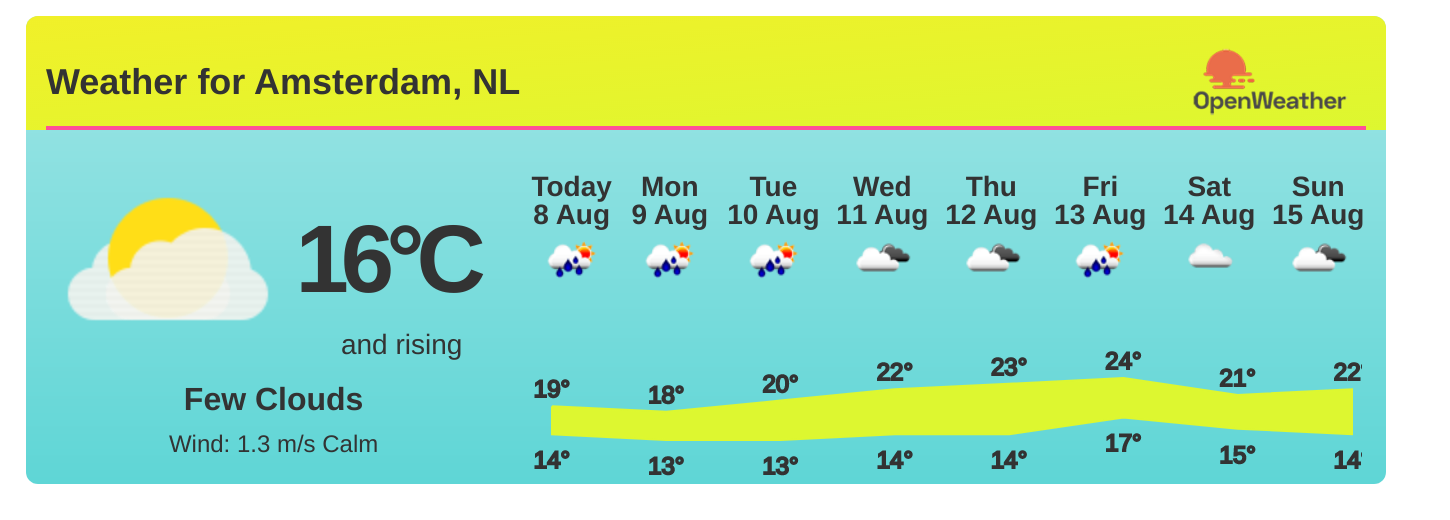 Weather for Amsterdam, NL
OpenWeather
16°C
and rising
Few Clouds
Wind: 1.3 m/s Calm
Today Mon Tue Wed Thu Fri Sat Sun
8 Aug 9 Aug 10 Aug 11 Aug 12 Aug 13 Aug 14 Aug 15 Aug
19° 18° 20° 22° 23° 24° 21° 22°
14° 13° 13° 14° 14° 17° 15° 14°